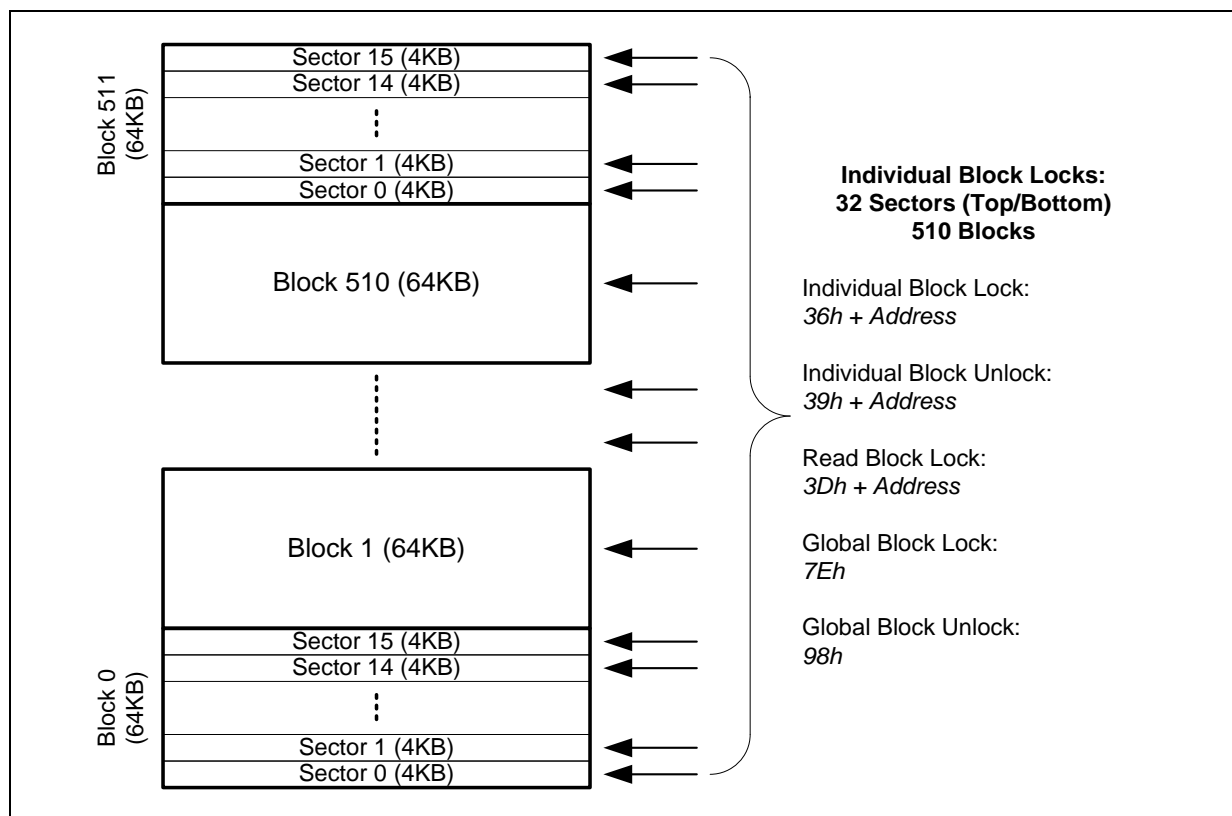 Block 511
(64KB)
Sector 15 (4KB)
Sector 14 (4KB)
Sector 1 (4KB)
Sector 0 (4KB)
Block 510 (64KB)
Block 1 (64KB)
Block 0
(64KB)
Sector 15 (4KB)
Sector 14 (4KB)
Sector 1 (4KB)
Sector 0 (4KB)
Individual Block Locks:
32 Sectors (Top/Bottom)
510 Blocks
Individual Block Lock:
36h + Address
Individual Block Unlock:
39h + Address
Read Block Lock:
3Dh + Address
Global Block Lock:
7Eh
Global Block Unlock:
98h